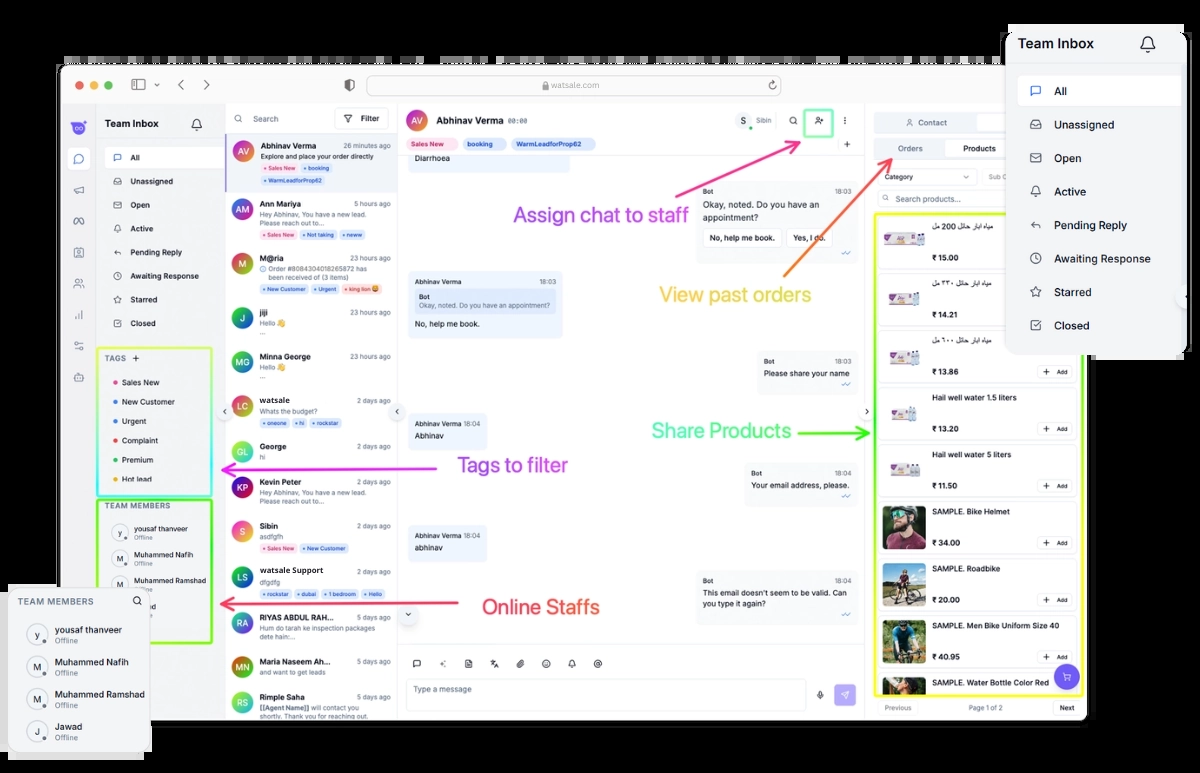 Team Inbox
All
Unassigned
Open
Active
Pending Reply
Awaiting Response
Starred
Closed
watsale.com
Team Inbox
All
Unassigned
Open
Active
Pending Reply
Awaiting Response
Starred
Closed
TAGS +
Sales New
New Customer
Urgent
Complaint
Premium
Hot lead
TEAM MEMBERS
y
yousaf thanveer
Offline
M
Muhammed Nafih
Offline
M
Muhammed Ramshad
TEAM MEMBERS
y
yousaf thanveer
Offline
M
Muhammed Nafih
Offline
M
Muhammed Ramshad
Offline
J
Jawad
Offline
Search
Filter
AV
Abhinav Verma 26 minutes ago
Explore and place your order directly
Sales New booking
WarmLeadforProp62
AM
Ann Mariya 5 hours ago
Hey Abhinav, You have a new lead.
Please reach out to...
Sales New Not taking neww
M
M@ria 23 hours ago
Order #8084304018265872 has
been received of (3 items)
New Customer Urgent king lion
J
jiji 23 hours ago
Hello 👋
...
MG
Minna George 23 hours ago
Hello 👋
...
LC
watsale 2 days ago
Whats the budget?
oneone hi rockstar
GL
George 2 days ago
hi
KP
Kevin Peter 2 days ago
Hey Abhinav, You have a new lead.
Please reach out to...
S
Sibin 2 days ago
asdfgfh
Sales New New Customer
LS
watsale Support 2 days ago
dfgdfg
rockstar dubai 1 bedroom Hello
RA
RIYAS ABDUL RAH... 5 days ago
Hum do tarah ke inspection packages
dete hain:...
MN
Maria Naseem Ah... 5 days ago
and want to get leads
RS
Rimple Saha 5 days ago
[[Agent Name]] will contact you
shortly. Thank you for reaching out.
AV
Abhinav Verma 00:00
S Sibin
Sales New booking WarmLeadforProp62 +
Diarrhoea
Bot 18:03
Okay, noted. Do you have an
appointment?
No, help me book. Yes, I do.
Assign chat to staff
View past orders
Abhinav Verma 18:03
Bot
Okay, noted. Do you have an appointment?
No, help me book.
Bot 18:03
Please share your name
Abhinav Verma 18:04
Abhinav
Share Products
Tags to filter
Bot 18:04
Your email address, please.
Abhinav Verma 18:04
abhinav
Bot 18:04
This email doesn't seem to be valid. Can
you type it again?
Online Staffs
Type a message
Contact
Orders Products
Category
Sub C
Search products...
مياه ابار حائل 200 مل
₹ 15.00
مياه ابار حائل ٣٣٠ مل
₹ 14.21
مياه ابار حائل ٦٠٠ مل
₹ 13.86
+ Add
Hail well water 1.5 liters
₹ 13.20
+ Add
Hail well water 5 liters
₹ 11.50
+ Add
SAMPLE. Bike Helmet
₹ 34.00
+ Add
SAMPLE. Roadbike
₹ 20.00
+ Add
SAMPLE. Men Bike Uniform Size 40
₹ 40.95
+ Add
SAMPLE. Water Bottle Color Red
Previous Page 1 of 2 Next